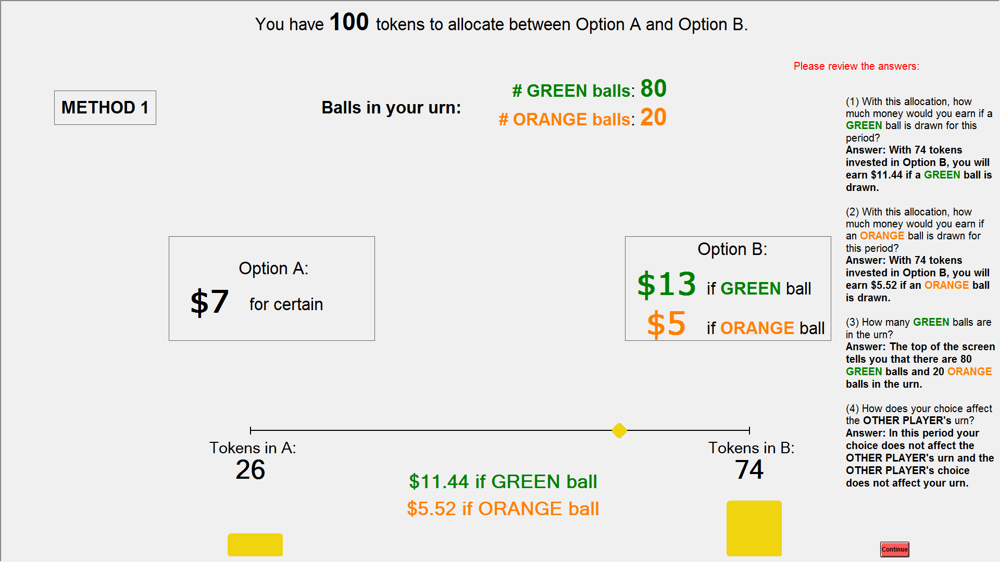 You have 100 tokens to allocate between Option A and Option B.
Please review the answers:
METHOD 1
Balls in your urn:
# GREEN balls: 80
# ORANGE balls: 20
Option A:
$7 for certain
Option B:
$13 if GREEN ball
$5 if ORANGE ball
Tokens in A:
26
Tokens in B:
74
$11.44 if GREEN ball
$5.52 if ORANGE ball
(1) With this allocation, how
much money would you earn if a
GREEN ball is drawn for this
period?
Answer: With 74 tokens
invested in Option B, you will
earn $11.44 if a GREEN ball is
drawn.
(2) With this allocation, how
much money would you earn if
an ORANGE ball is drawn for
this period?
Answer: With 74 tokens
invested in Option B, you will
earn $5.52 if an ORANGE ball
is drawn.
(3) How many GREEN balls are
in the urn?
Answer: The top of the screen
tells you that there are 80
GREEN balls and 20 ORANGE
balls in the urn.
(4) How does your choice affect
the OTHER PLAYER's urn?
Answer: In this period your
choice does not affect the
OTHER PLAYER's urn and the
OTHER PLAYER's choice
does not affect your urn.
Continue